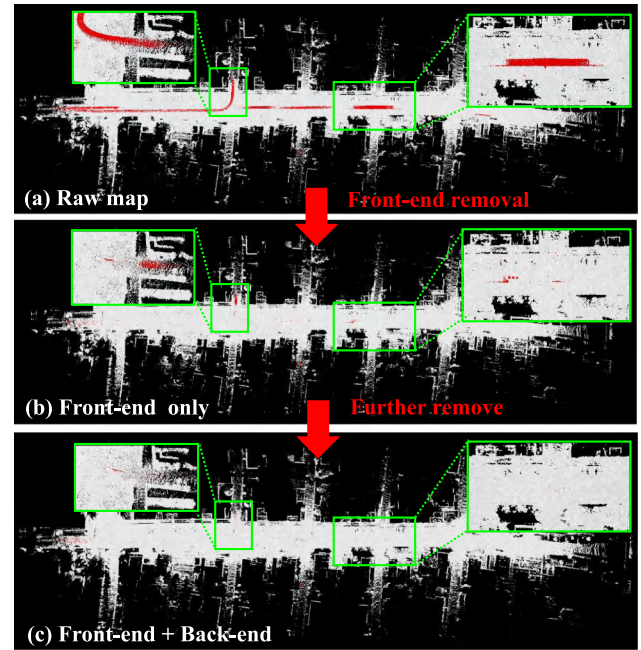 (a) Raw map
Front-end removal
(b) Front-end only
Further remove
(c) Front-end + Back-end